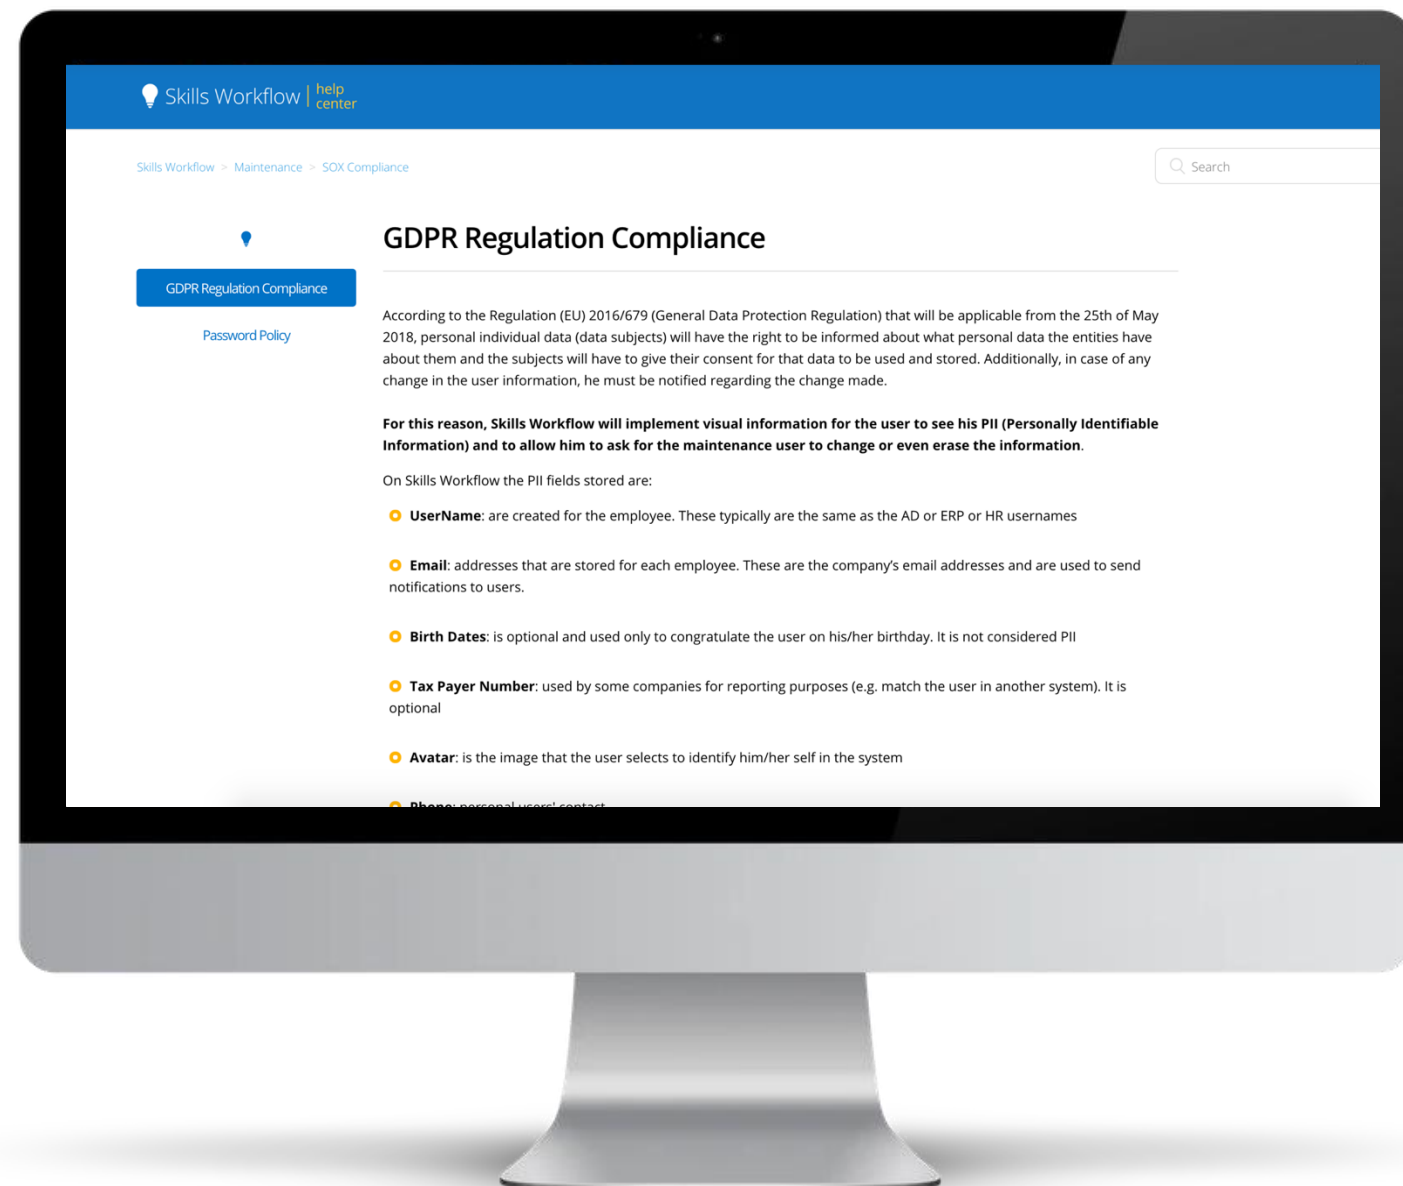 Skills Workflow | help center
Skills Workflow > Maintenance > SOX Compliance
Search
GDPR Regulation Compliance
GDPR Regulation Compliance
Password Policy
According to the Regulation (EU) 2016/679 (General Data Protection Regulation) that will be applicable from the 25th of May
2018, personal individual data (data subjects) will have the right to be informed about what personal data the entities have
about them and the subjects will have to give their consent for that data to be used and stored. Additionally, in case of any
change in the user information, he must be notified regarding the change made.
For this reason, Skills Workflow will implement visual information for the user to see his PII (Personally Identifiable
Information) and to allow him to ask for the maintenance user to change or even erase the information.
On Skills Workflow the PII fields stored are:
UserName: are created for the employee. These typically are the same as the AD or ERP or HR usernames
Email: addresses that are stored for each employee. These are the company's email addresses and are used to send
notifications to users.
Birth Dates: is optional and used only to congratulate the user on his/her birthday. It is not considered PII
Tax Payer Number: used by some companies for reporting purposes (e.g. match the user in another system). It is
optional
Avatar: is the image that the user selects to identify him/her self in the system
Phone: personal users' contact